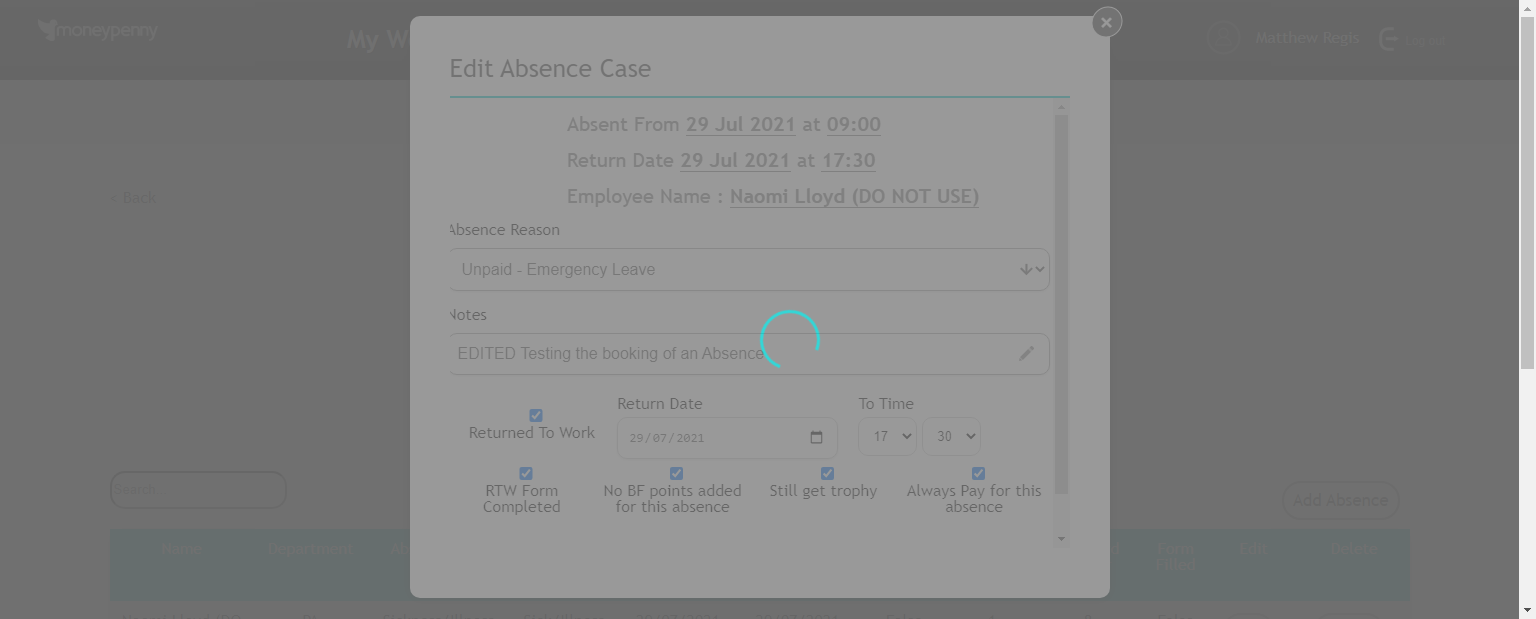 moneypenny
My W
Matthew Regis
Log out
Edit Absence Case
Absent From 29 Jul 2021 at 09:00
Return Date 29 Jul 2021 at 17:30
< Back
Employee Name : Naomi Lloyd (DO NOT USE)
Absence Reason
Unpaid - Emergency Leave
Notes
EDITED Testing the booking of an Absence
Return Date
To Time
Returned To Work
29/07/2021
17
30
RTW Form Completed
No BF points added for this absence
Still get trophy
Always Pay for this absence
Search
Add Absence
Name
Department
Form Filled
Edit
Delete